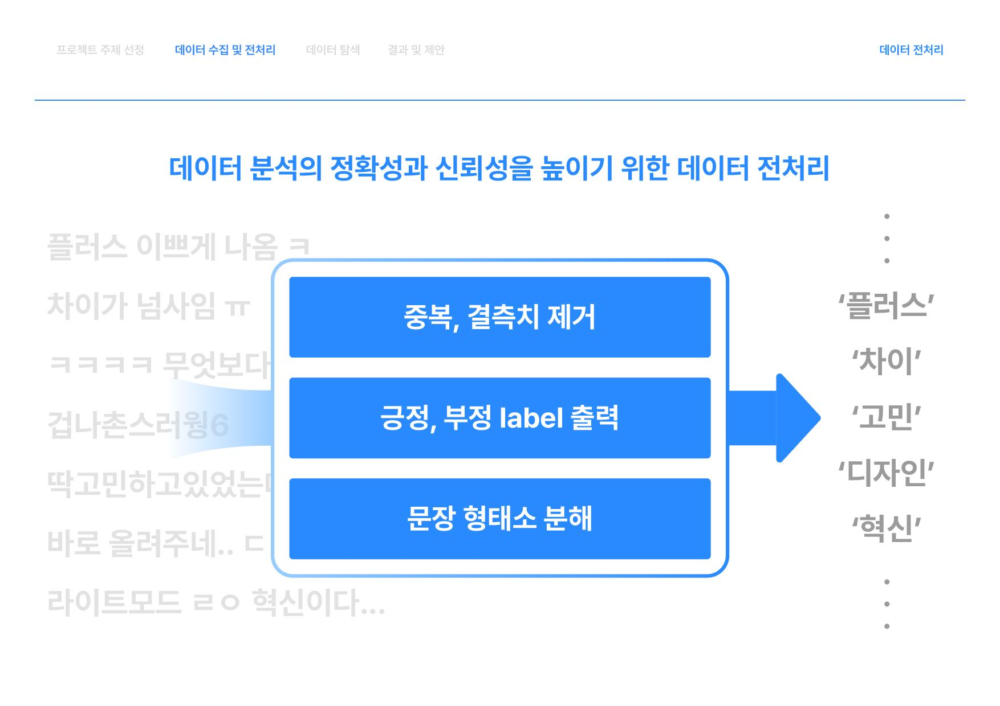 프로젝트 주제 선정
데이터 수집 및 전처리
데이터 탐색
결과 및 제안
데이터 전처리
데이터 분석의 정확성과 신뢰성을 높이기 위한 데이터 전처리
플러스 이쁘게 나옴 ㅋ
차이가 넘사임 ㅠ
ㅋㅋㅋㅋ 무엇보다
겁나촌스러웡6
딱고민하고있었는
바로 올려주네.. ㄷ
라이트모드 ㄹㅇ 혁신이다...
중복, 결측치 제거
긍정, 부정 label 출력
문장 형태소 분해
‘플러스’
‘차이’
‘고민’
‘디자인’
‘혁신’